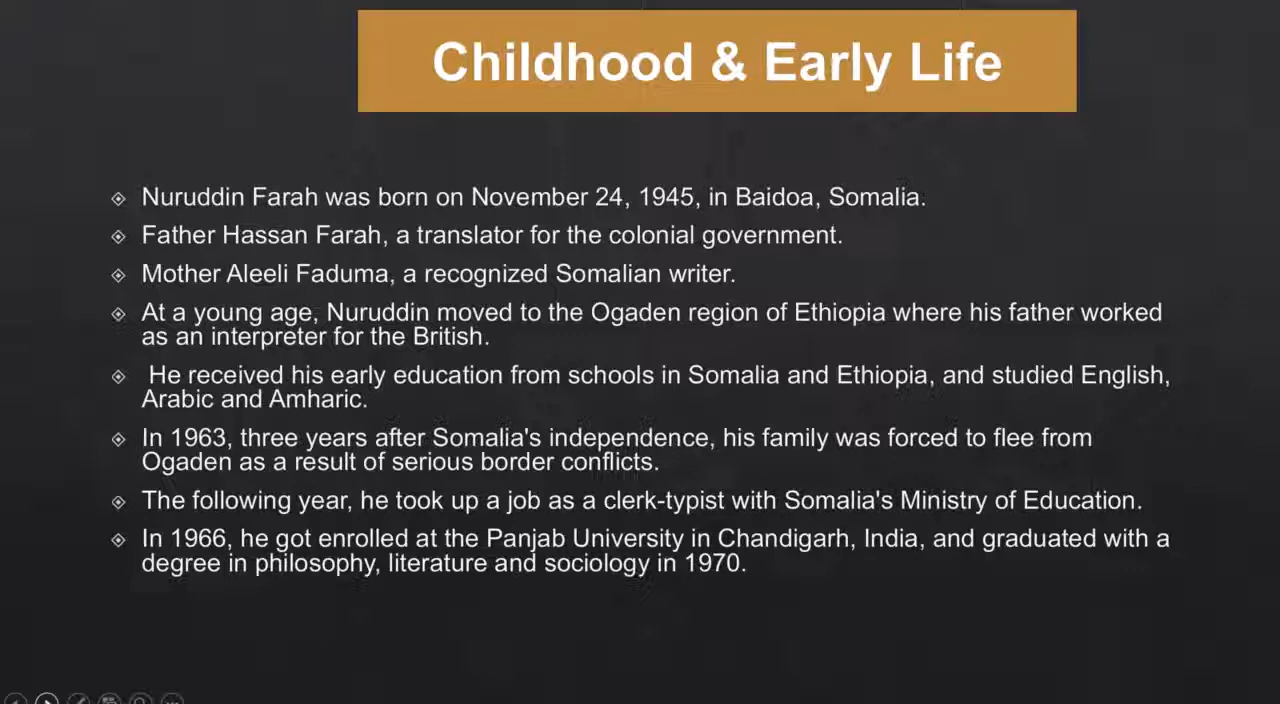 Childhood & Early Life
Nuruddin Farah was born on November 24, 1945, in Baidoa, Somalia.
Father Hassan Farah, a translator for the colonial government.
Mother Aleeli Faduma, a recognized Somalian writer.
At a young age, Nuruddin moved to the Ogaden region of Ethiopia where his father worked
as an interpreter for the British.
He received his early education from schools in Somalia and Ethiopia, and studied English,
Arabic and Amharic.
In 1963, three years after Somalia's independence, his family was forced to flee from
Ogaden as a result of serious border conflicts.
The following year, he took up a job as a clerk-typist with Somalia's Ministry of Education.
In 1966, he got enrolled at the Panjab University in Chandigarh, India, and graduated with a
degree in philosophy, literature and sociology in 1970.